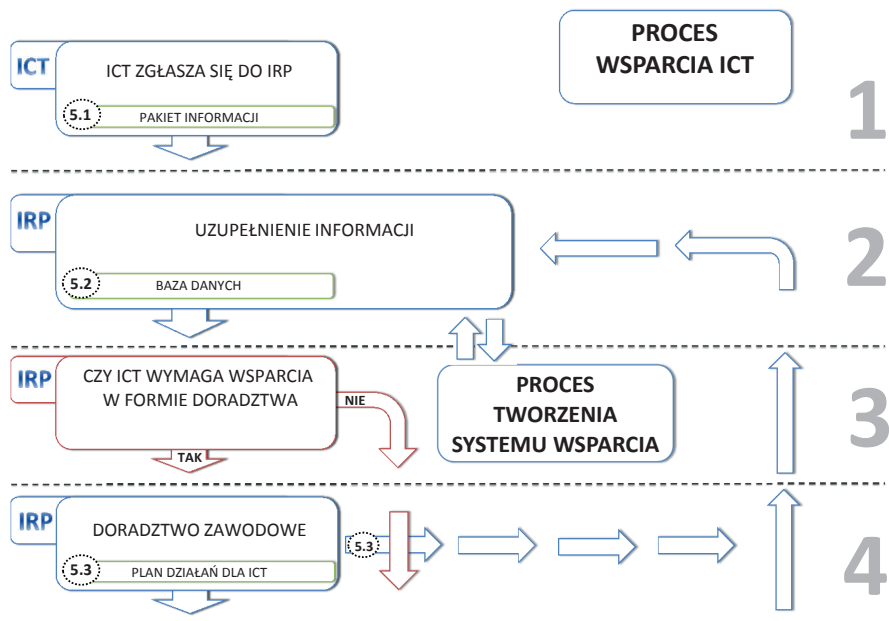 PROCES
WSPARCIA ICT
1
ICT
ICT ZGŁASZA SIĘ DO IRP
5.1
PAKIET INFORMACJI
2
IRP
UZUPEŁNIENIE INFORMACJI
5.2
BAZA DANYCH
3
IRP
CZY ICT WYMAGA WSPARCIA
W FORMIE DORADZTWA
NIE
TAK
PROCES
TWORZENIA
SYSTEMU WSPARCIA
4
IRP
DORADZTWO ZAWODOWE
5.3
5.3
PLAN DZIAŁAŃ DLA ICT